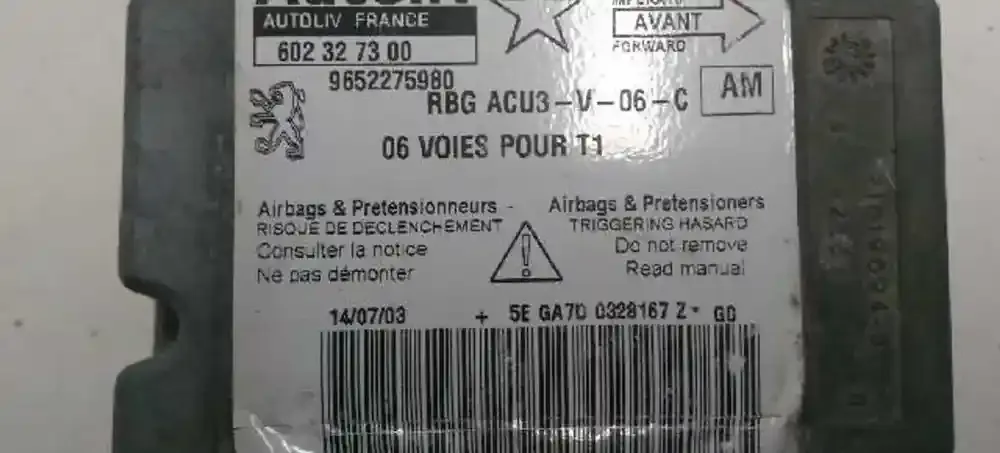 AUTOLIV FRANCE
602 32 73 00
9652275980
AVANT
FORWARD
RBG ACU3-V-06-C
AM
06 VOIES POUR T1
Airbags & Pretensionneurs -
RISQUE DE DECLENCHEMENT
Consulter la notice
Ne pas démonter
Airbags & Pretensioners
TRIGGERING HASARD
Do not remove
Read manual
14/07/03 + 5E GA7D 0328167 Z* GD